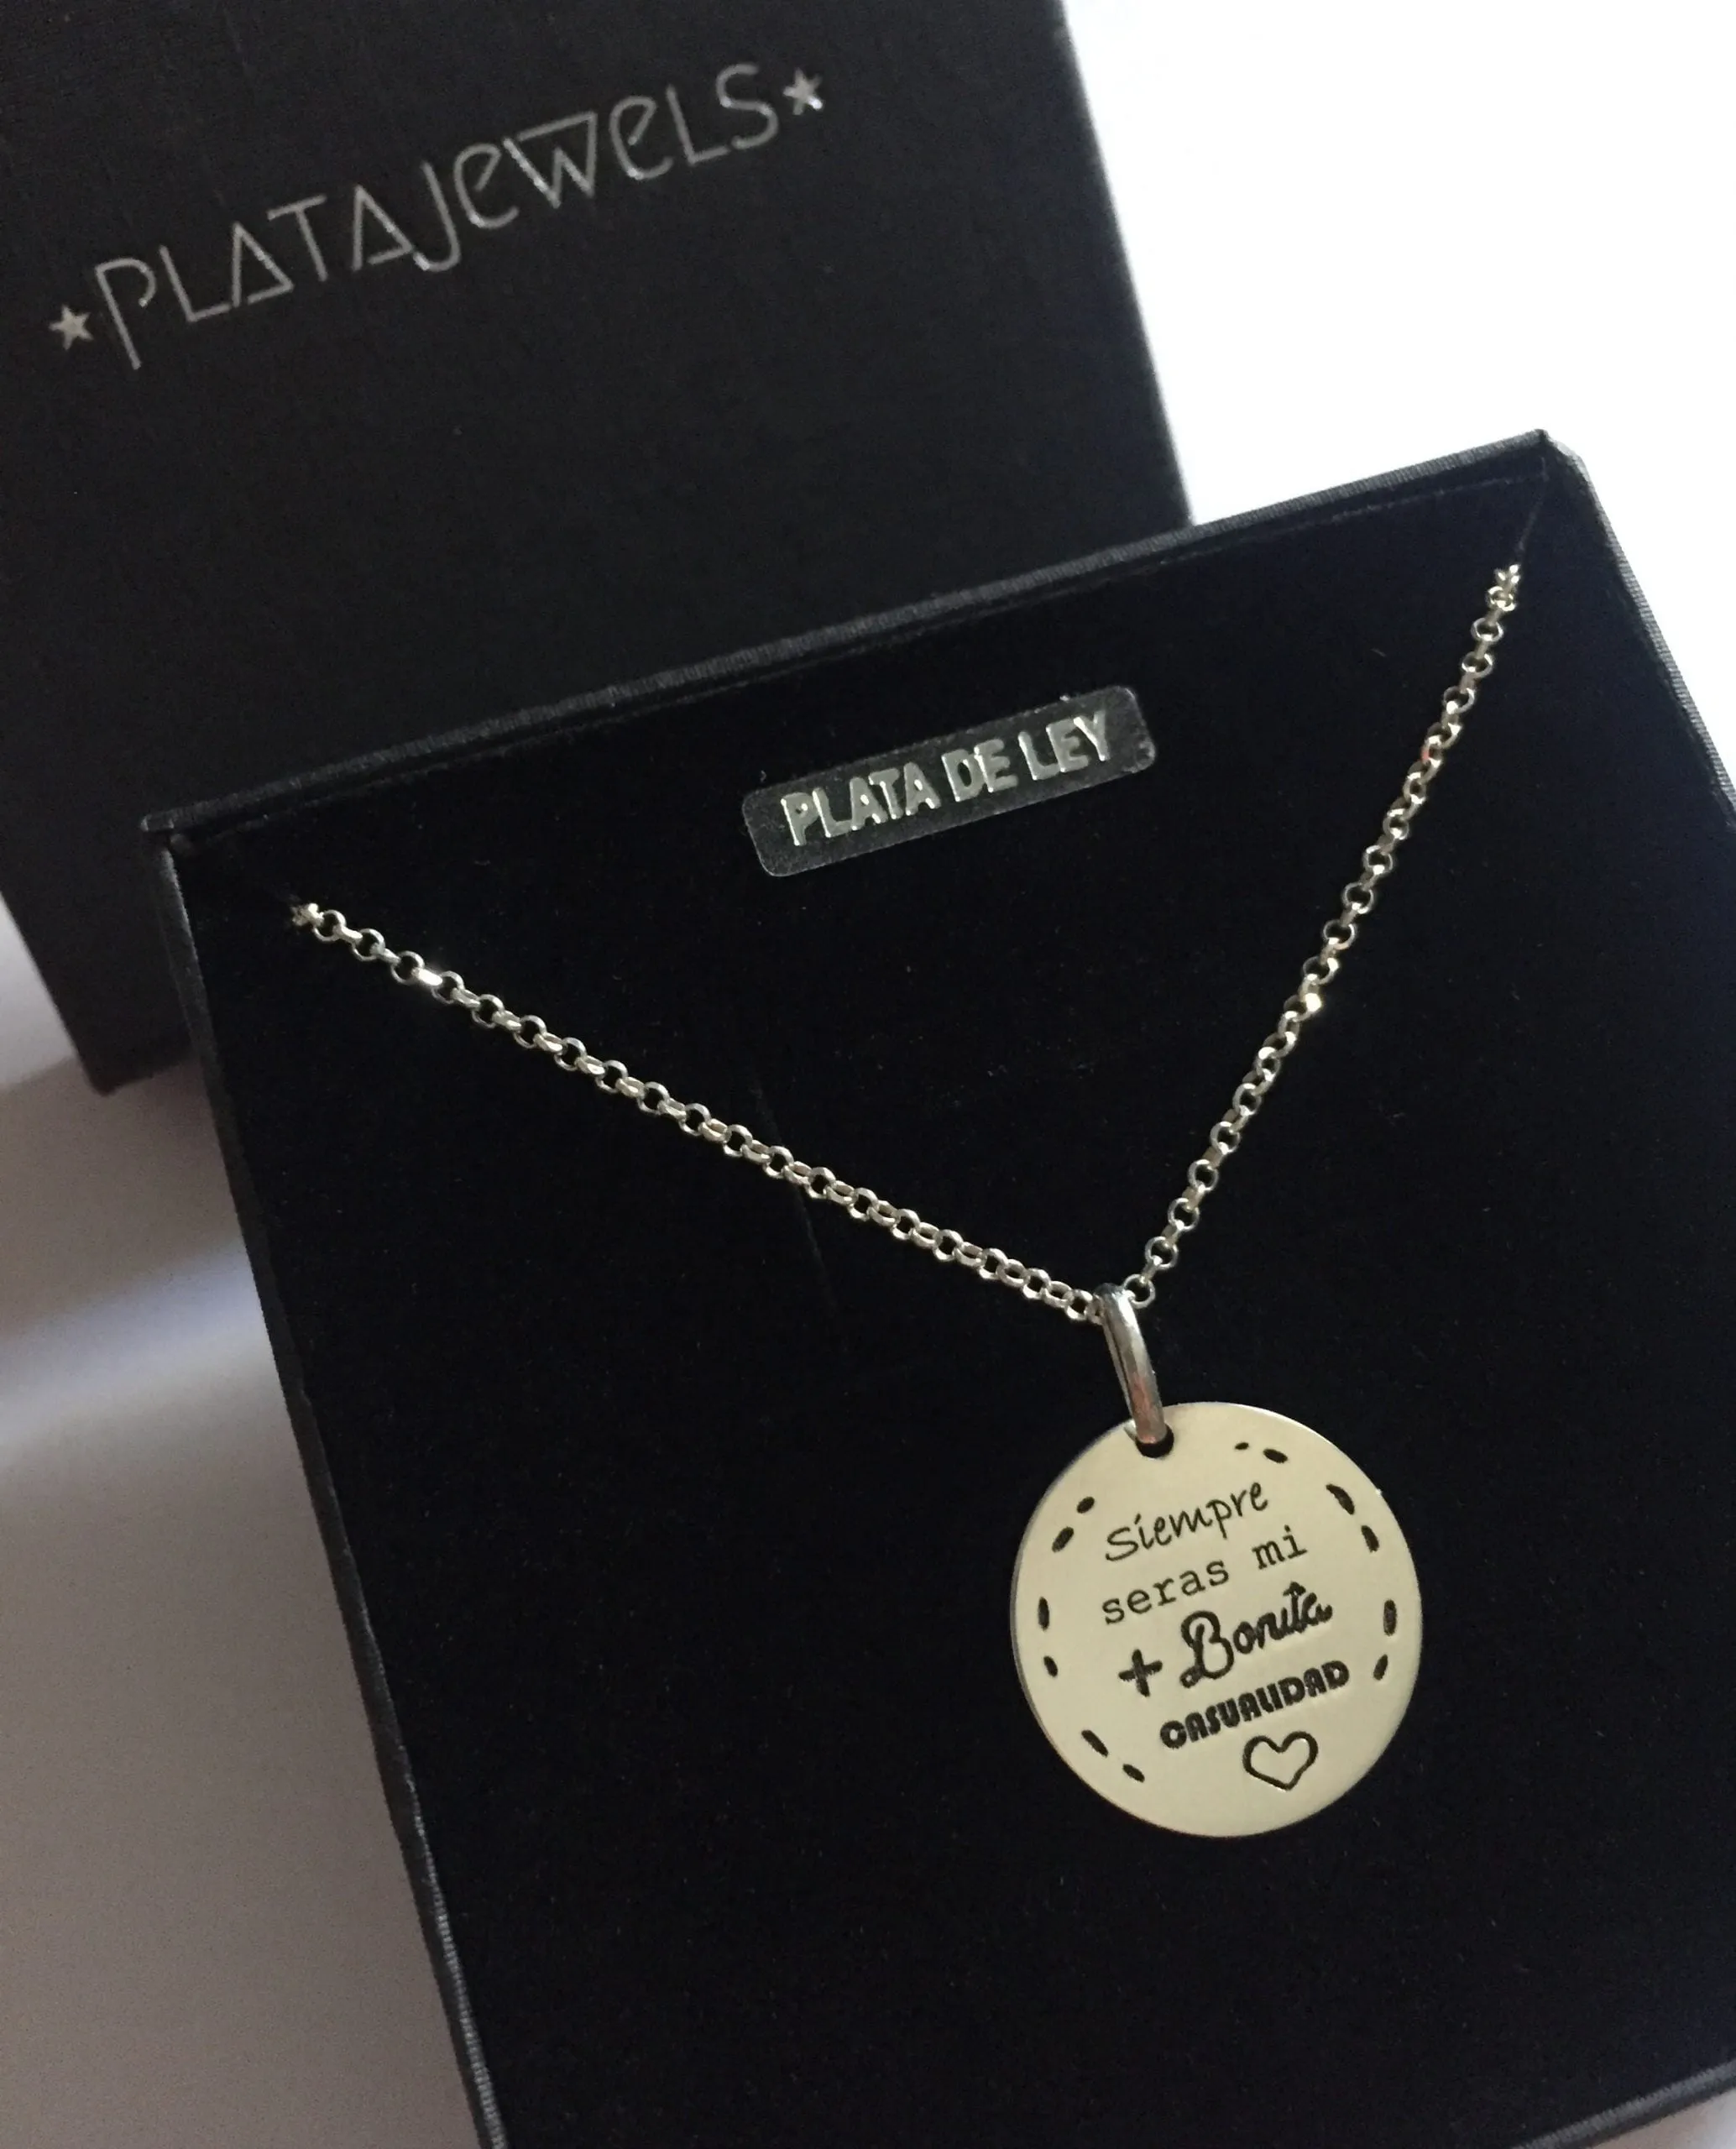 PLATAJEWELS
PLATA DE LEY
Siempre
seras mi
+ Bonita
CASUALIDAD